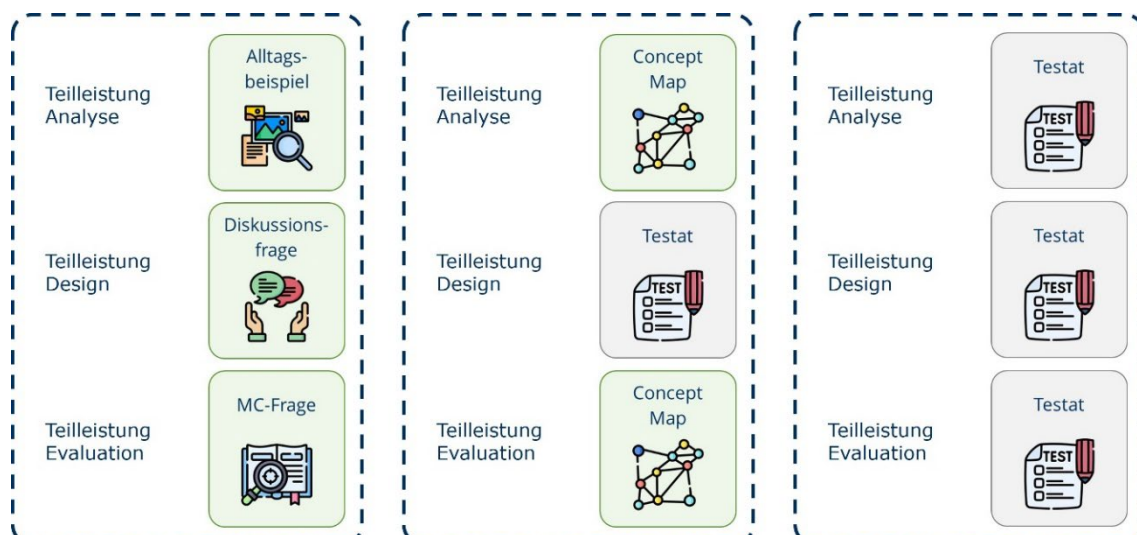 Teilleistung
Analyse
Alltags-
beispiel
Teilleistung
Design
Diskussions-
frage
Teilleistung
Evaluation
MC-Frage
Teilleistung
Analyse
Concept
Map
Teilleistung
Design
Testat
TEST
Teilleistung
Evaluation
Concept
Map
Teilleistung
Analyse
Testat
TEST
Teilleistung
Design
Testat
TEST
Teilleistung
Evaluation
Testat
TEST